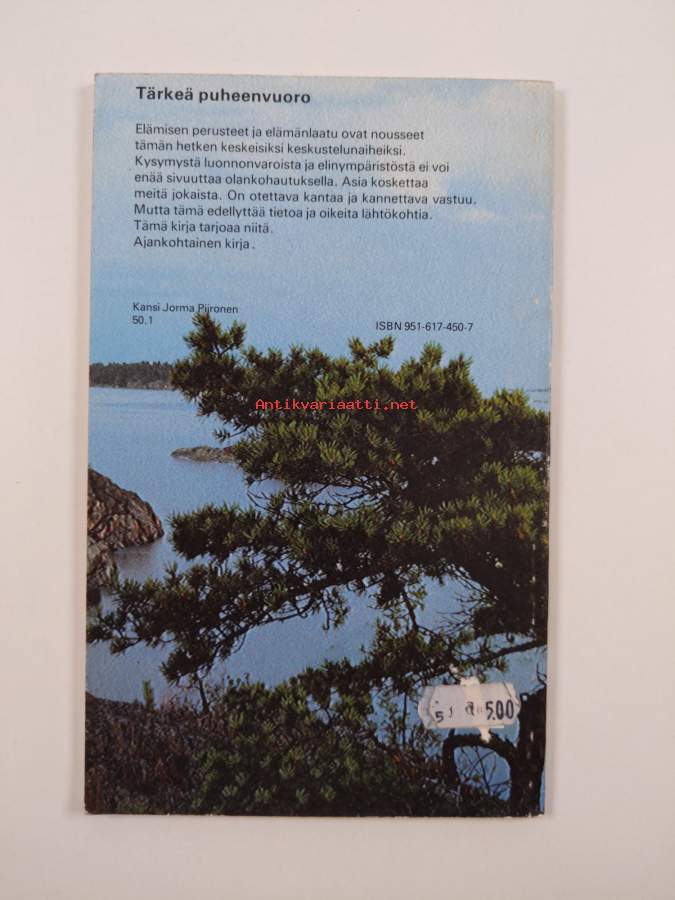 Tärkeä puheenvuoro
Elämisen perusteet ja elämänlaatu ovat nousseet
tämän hetken keskeisiksi keskustelunaiheiksi.
Kysymystä luonnonvaroista ja elinympäristöstä ei voi
enää sivuuttaa olankohautuksella. Asia koskettaa
meitä jokaista. On otettava kantaa ja kannettava vastuu.
Mutta tämä edellyttää tietoa ja oikeita lähtökohtia.
Tämä kirja tarjoaa niitä.
Ajankohtainen kirja.
Kansi Jorma Piironen
50.1
ISBN 951-617-450-7
Antikvariaatti.net
5.00